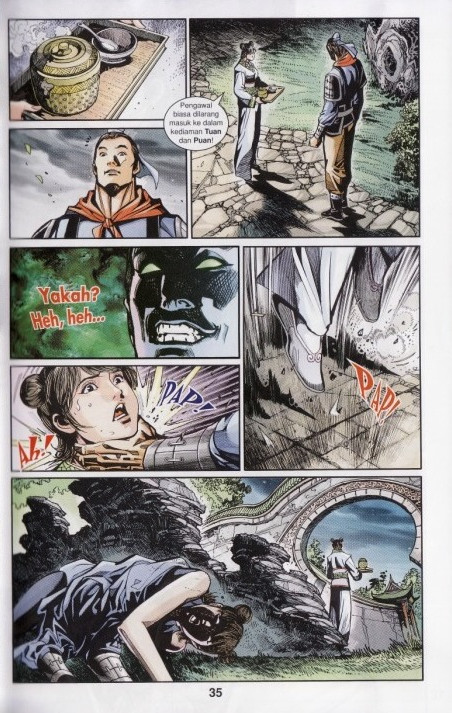 Pengawal
biasa dilarang
masuk ke dalam
kediaman Tuan
dan Puan!
Yakah?
Heh, heh...
PAP!
PAP!
AH!
35